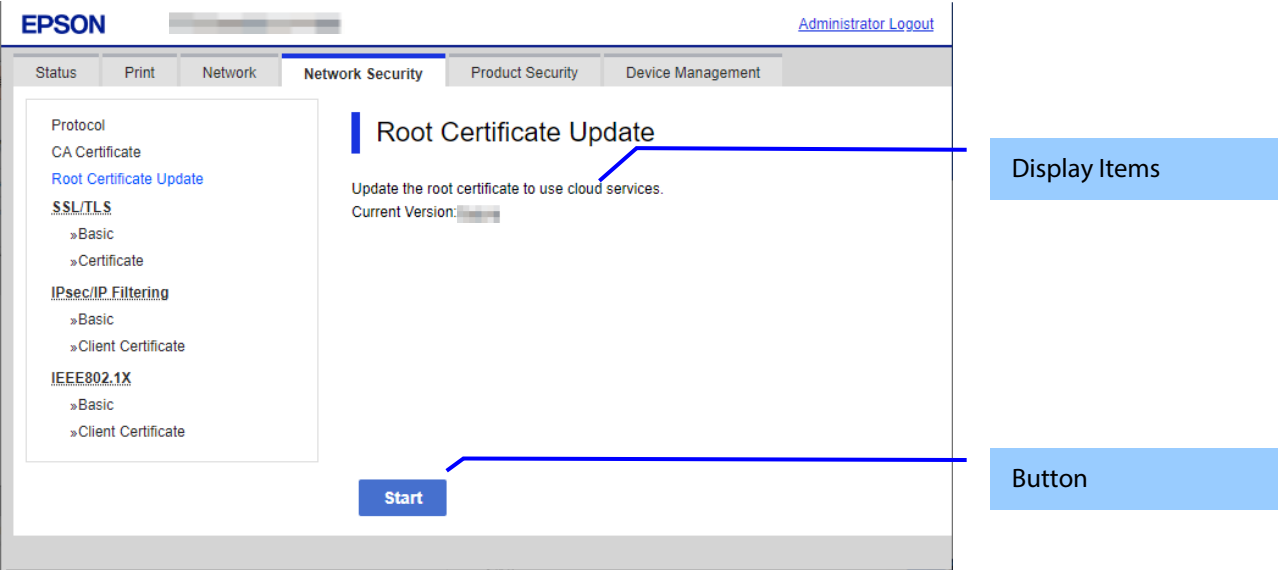 EPSON
Administrator Logout
Status Print Network Network Security Product Security Device Management
Protocol
CA Certificate
Root Certificate Update
SSL/TLS
»Basic
»Certificate
IPsec/IP Filtering
»Basic
»Client Certificate
IEEE802.1X
»Basic
»Client Certificate
Root Certificate Update
Update the root certificate to use cloud services.
Current Version:
Start
Display Items
Button